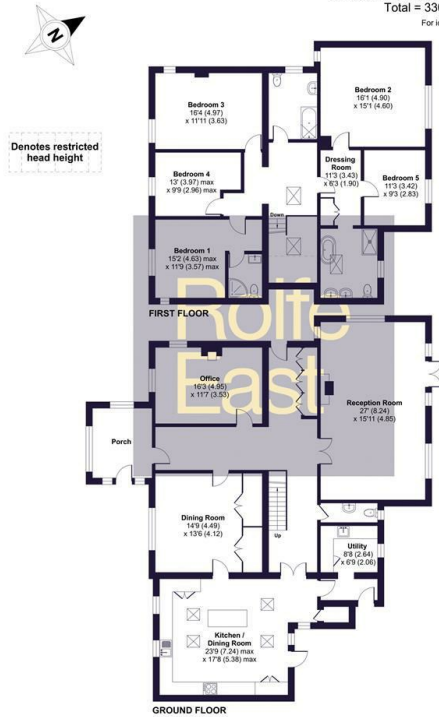 Total = 330
For i
N
Denotes restricted
head height
Bedroom 3
16'4 (4.97)
x 11'11 (3.63)
Bedroom 2
16'1 (4.90)
x 15'1 (4.60)
Bedroom 4
13' (3.97) max
x 9'9 (2.96) max
Dressing
Room
11'3 (3.43)
x 6'3 (1.90)
Bedroom 5
11'3 (3.42)
x 9'3 (2.83)
Down
Bedroom 1
15'2 (4.63) max
x 11'9 (3.57) max
FIRST FLOOR
Rolfe
East
Office
16'3 (4.95)
x 11'7 (3.53)
Reception Room
27' (8.24)
x 15'11 (4.85)
Porch
Dining Room
14'9 (4.49)
x 13'6 (4.12)
Up
Utility
8'8 (2.64)
x 6'9 (2.06)
Kitchen /
Dining Room
23'9 (7.24) max
x 17'8 (5.38) max
GROUND FLOOR